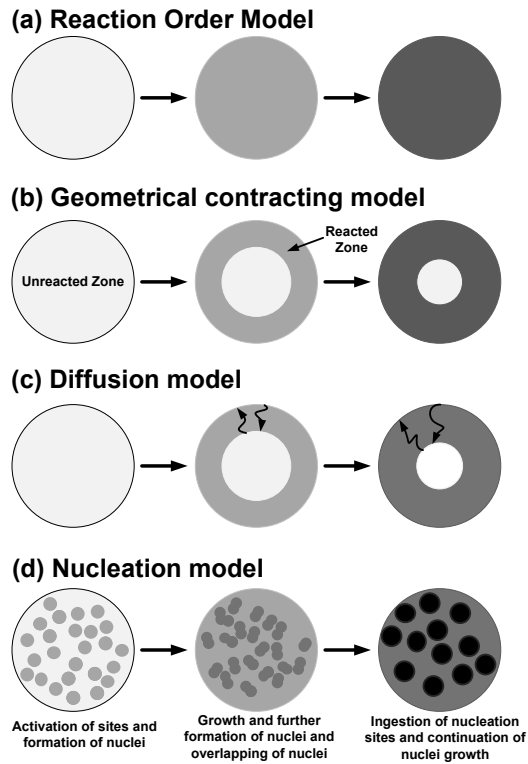 (a) Reaction Order Model
(b) Geometrical contracting model
Reacted
Zone
Unreacted Zone
(c) Diffusion model
(d) Nucleation model
Activation of sites and
formation of nuclei
Growth and further
formation of nuclei and
overlapping of nuclei
Ingestion of nucleation
sites and continuation of
nuclei growth